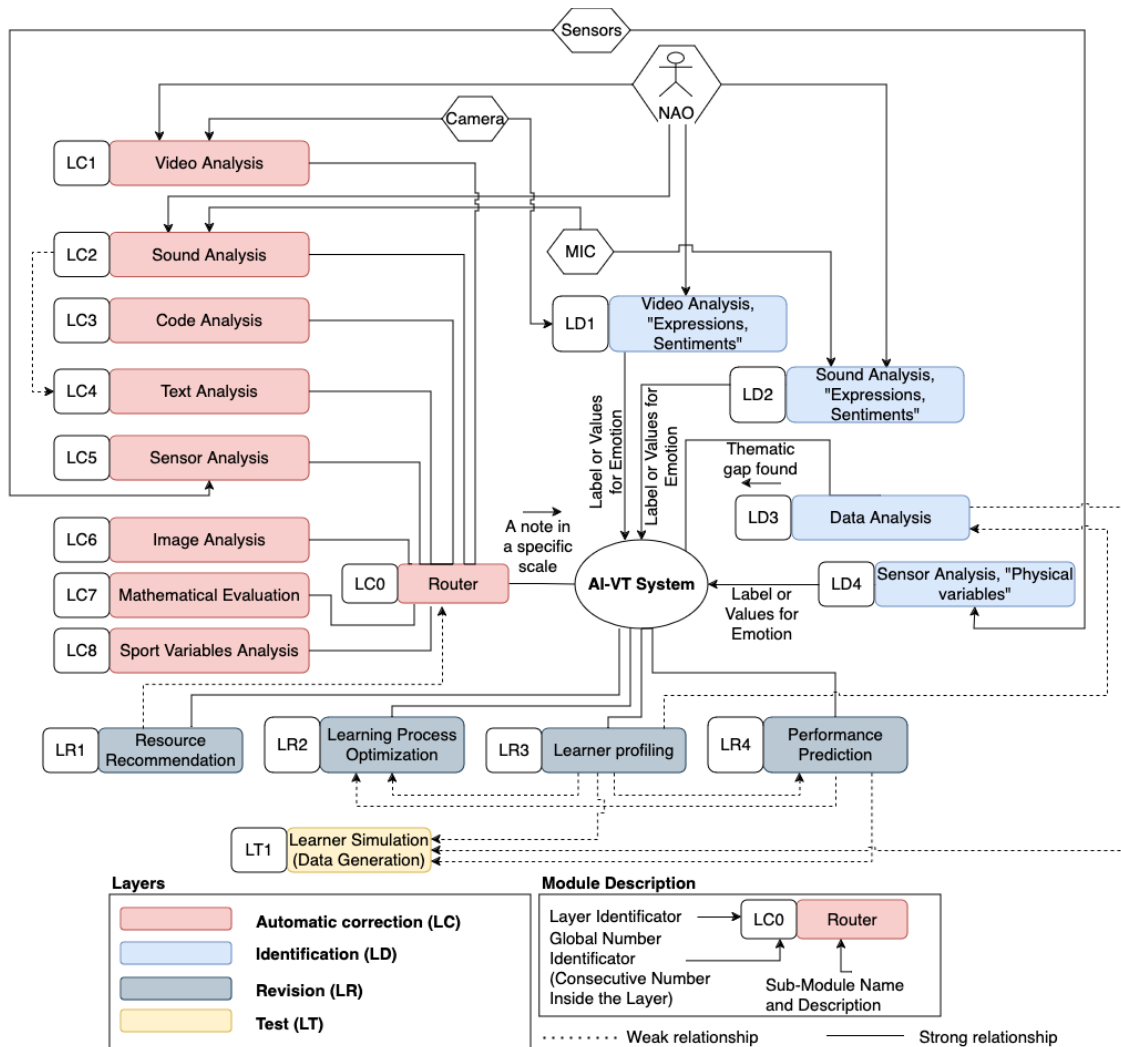 Sensors
NAO
Camera
LC1
Video Analysis
LC2
Sound Analysis
MIC
LC3
Code Analysis
LD1
Video Analysis,
"Expressions,
Sentiments"
LC4
Text Analysis
LD2
Sound Analysis,
"Expressions,
Sentiments"
Label or Values
for Emotion
Label or Values for
Emotion
LC5
Sensor Analysis
Thematic
gap found
LD3
Data Analysis
LC6
Image Analysis
A note in
a specific
scale
LC0
Router
AI-VT System
LD4
Sensor Analysis, "Physical
variables"
Label or
Values for
Emotion
LC7
Mathematical Evaluation
LC8
Sport Variables Analysis
LR1
Resource
Recommendation
LR2
Learning Process
Optimization
LR3
Learner profiling
LR4
Performance
Prediction
LT1
Learner Simulation
(Data Generation)
Layers
Automatic correction (LC)
Identification (LD)
Revision (LR)
Test (LT)
Module Description
Layer Identificator
Global Number
Identificator
(Consecutive Number
Inside the Layer)
LC0
Router
Sub-Module Name
and Description
Weak relationship
Strong relationship